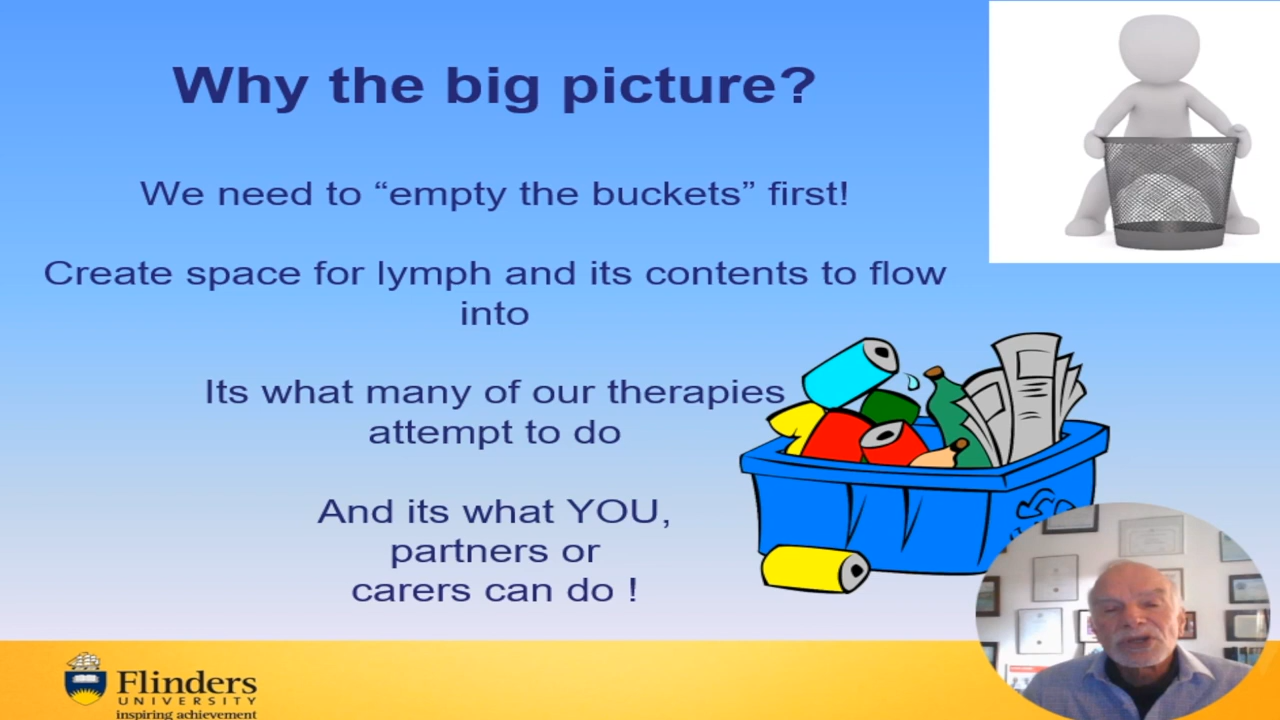 Why the big picture?
We need to “empty the buckets” first!
Create space for lymph and its contents to flow
into
Its what many of our therapies
attempt to do
And its what YOU,
partners or
carers can do !
Flinders
UNIVERSITY
inspiring achievement